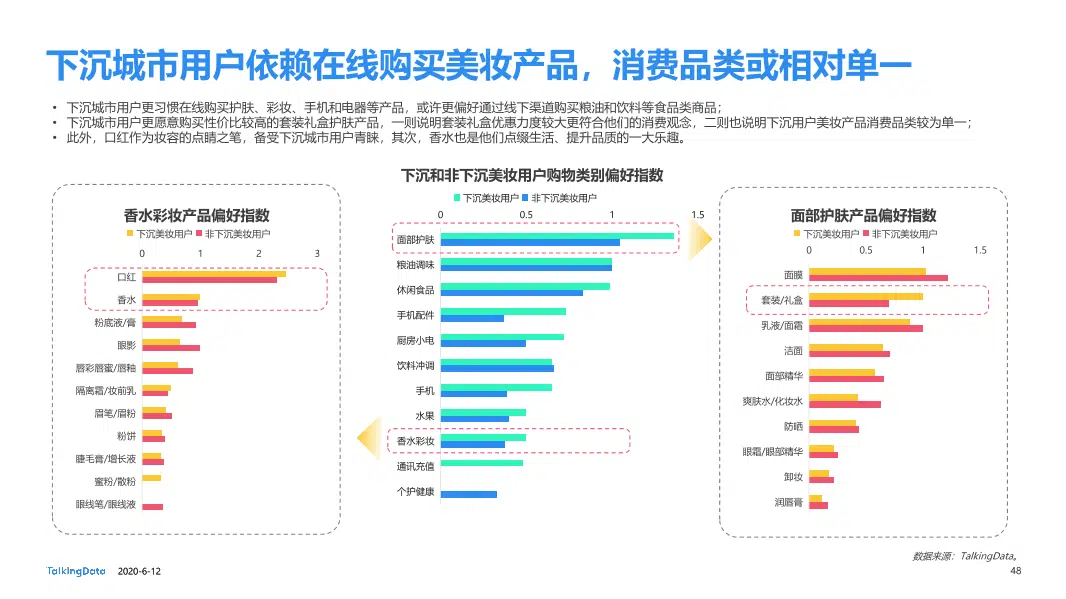 下沉城市用户依赖在线购买美妆产品，消费品类或相对单一
• 下沉城市用户更习惯在线购买护肤、彩妆、手机和电器等产品，或许更偏好通过线下渠道购买粮油和饮料等食品类商品；
• 下沉城市用户更愿意购买性价比较高的套装礼盒护肤产品，一则说明套装礼盒优惠力度较大更符合他们的消费观念，二则也说明下沉用户美妆产品消费品类较为单一；
• 此外，口红作为妆容的点睛之笔，备受下沉城市用户青睐，其次，香水也是他们点缀生活、提升品质的一大乐趣。
香水彩妆产品偏好指数
下沉美妆用户 非下沉美妆用户
0 1 2 3
口红
香水
粉底液/膏
眼影
唇彩唇蜜/唇釉
隔离霜/妆前乳
眉笔/眉粉
粉饼
睫毛膏/增长液
蜜粉/散粉
眼线笔/眼线液
下沉和非下沉美妆用户购物类别偏好指数
下沉美妆用户 非下沉美妆用户
0 0.5 1 1.5
面部护肤
粮油调味
休闲食品
手机配件
厨房小电
饮料冲调
手机
水果
香水彩妆
通讯充值
个护健康
面部护肤产品偏好指数
下沉美妆用户 非下沉美妆用户
0 0.5 1 1.5
面膜
套装/礼盒
乳液/面霜
洁面
面部精华
爽肤水/化妆水
防晒
眼霜/眼部精华
卸妆
润唇膏
数据来源：TalkingData。
TalkingData 2020-6-12
48